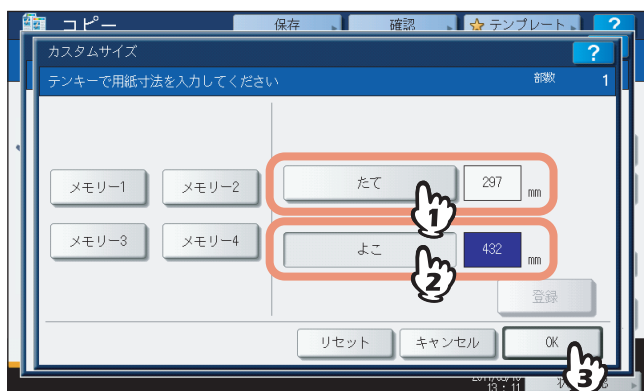 コピー
保存
確認
テンプレート
?
カスタムサイズ
?
テンキーで用紙寸法を入力してください
部数
1
メモリー1
メモリー2
たて
297
mm
1
メモリー3
メモリー4
よこ
432
mm
2
登録
リセット
キャンセル
OK
3
13:11